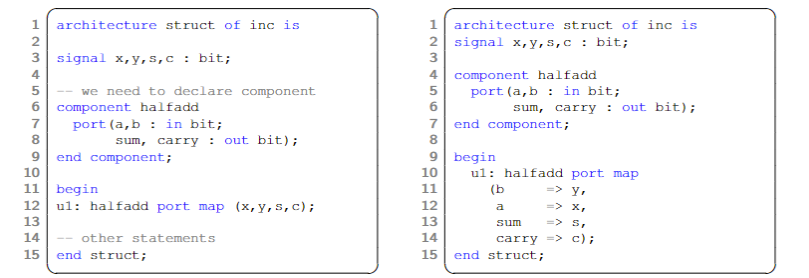 1 architecture struct of inc is
2
3 signal x,y,s,c : bit;
4
5 -- we need to declare component
6 component halfadd
7   port(a,b : in bit;
8        sum, carry : out bit);
9 end component;
10
11 begin
12 u1: halfadd port map (x,y,s,c);
13
14 -- other statements
15 end struct;
1 architecture struct of inc is
2 signal x,y,s,c : bit;
3
4 component halfadd
5   port(a,b : in bit;
6        sum, carry : out bit);
7 end component;
8
9 begin
10   u1: halfadd port map
11     (b     => y,
12      a     => x,
13      sum   => s,
14      carry => c);
15 end struct;